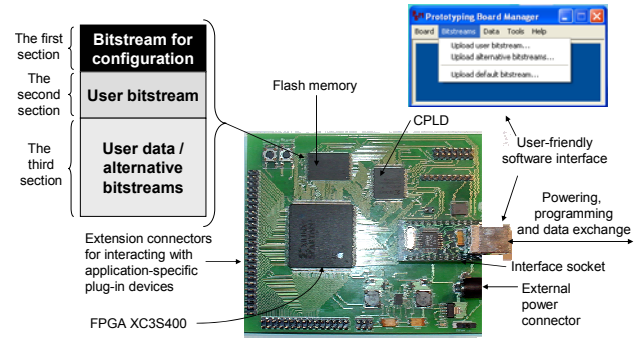 The first
section
Bitstream for
configuration
The
second
section
User bitstream
The
third
section
User data /
alternative
bitstreams
Flash memory
CPLD
Prototyping Board Manager
Board Bitstreams Data Tools Help
Upload user bitstream...
Upload alternative bitstreams...
Upload default bitstream...
User-friendly
software interface
Powering,
programming
and data exchange
Extension connectors
for interacting with
application-specific
plug-in devices
FPGA XC3S400
Interface socket
External
power
connector